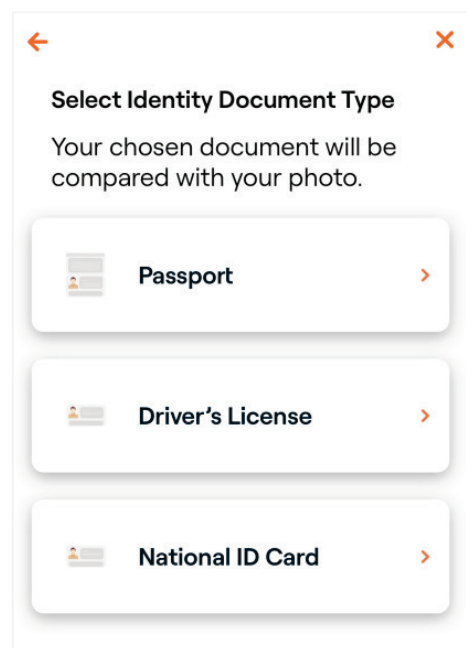 Select Identity Document Type
Your chosen document will be
compared with your photo.
Passport
Driver’s License
National ID Card